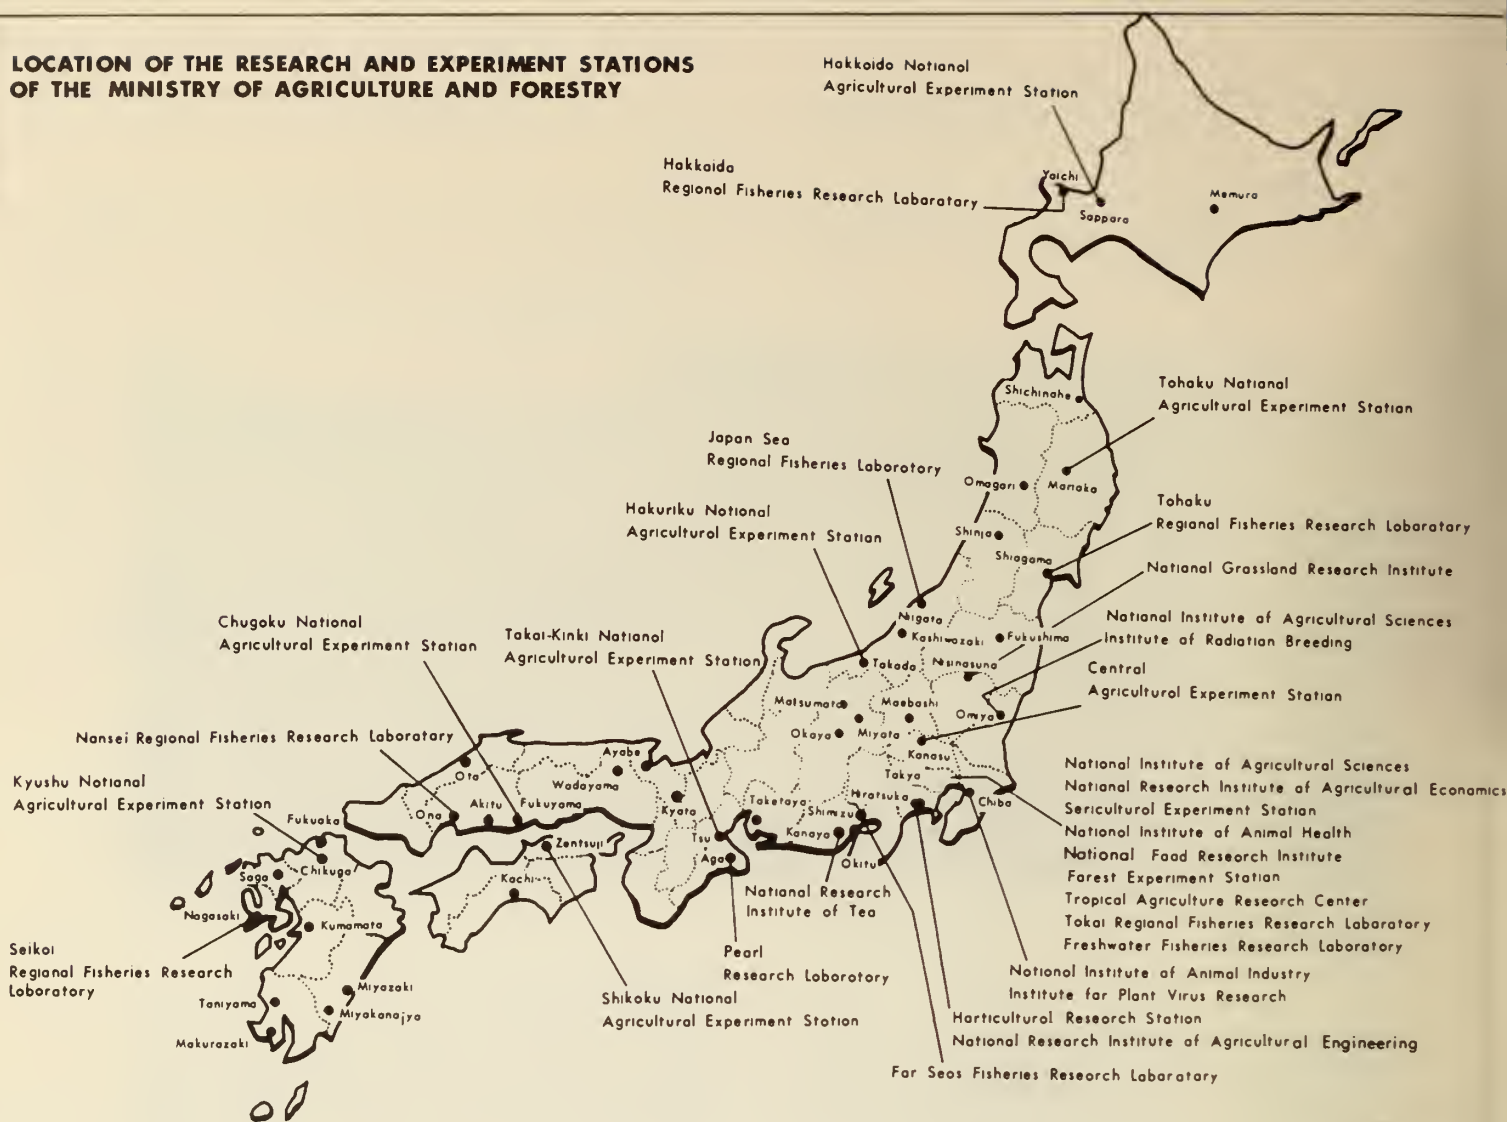 LOCATION OF THE RESEARCH AND EXPERIMENT STATIONS
OF THE MINISTRY OF AGRICULTURE AND FORESTRY
Hokkoido Notional
Agricultural Experiment Station
Hokkaido
Regional Fisheries Research Laboratory
Yoichi
Sapporo
Memuro
Shichinohe
Tohoku National
Agricultural Experiment Station
Japan Sea
Regional Fisheries Laboratory
Omagari
Morioka
Hokuriku National
Agricultural Experiment Station
Tohoku
Regional Fisheries Research Laboratory
Shinjo
Shiogama
National Grassland Research Institute
Niigata
Kashiwazaki
Fukushima
National Institute of Agricultural Sciences
Institute of Radiation Breeding
Chugoku National
Agricultural Experiment Station
Tokai-Kinki National
Agricultural Experiment Station
Takada
Nisinasuno
Central
Agricultural Experiment Station
Matsumoto
Maebashi
Omiya
Nansei Regional Fisheries Research Laboratory
Okaya
Miyota
Konosu
Ayabe
Ota
Wadayama
Tokyo
Kyushu National
Agricultural Experiment Station
National Institute of Agricultural Sciences
National Research Institute of Agricultural Economics
Sericultural Experiment Station
National Institute of Animal Health
National Food Research Institute
Forest Experiment Station
Tropical Agriculture Research Center
Tokai Regional Fisheries Research Laboratory
Freshwater Fisheries Research Laboratory
Ono
Akitu
Fukuyama
Kyoto
Taketoyo
Shimizu
Hiratsuka
Chiba
Fukuoka
Zentsuji
Tsu
Kanaya
Okitu
Saga
Chikugo
Kochi
Ago
National Research
Institute of Tea
Nagasaki
Kumamoto
Seikai
Regional Fisheries Research
Laboratory
Pearl
Research Laboratory
National Institute of Animal Industry
Institute for Plant Virus Research
Taniyama
Miyazaki
Miyakonojyo
Shikoku National
Agricultural Experiment Station
Horticultural Research Station
National Research Institute of Agricultural Engineering
Makurazaki
Far Seas Fisheries Research Laboratory